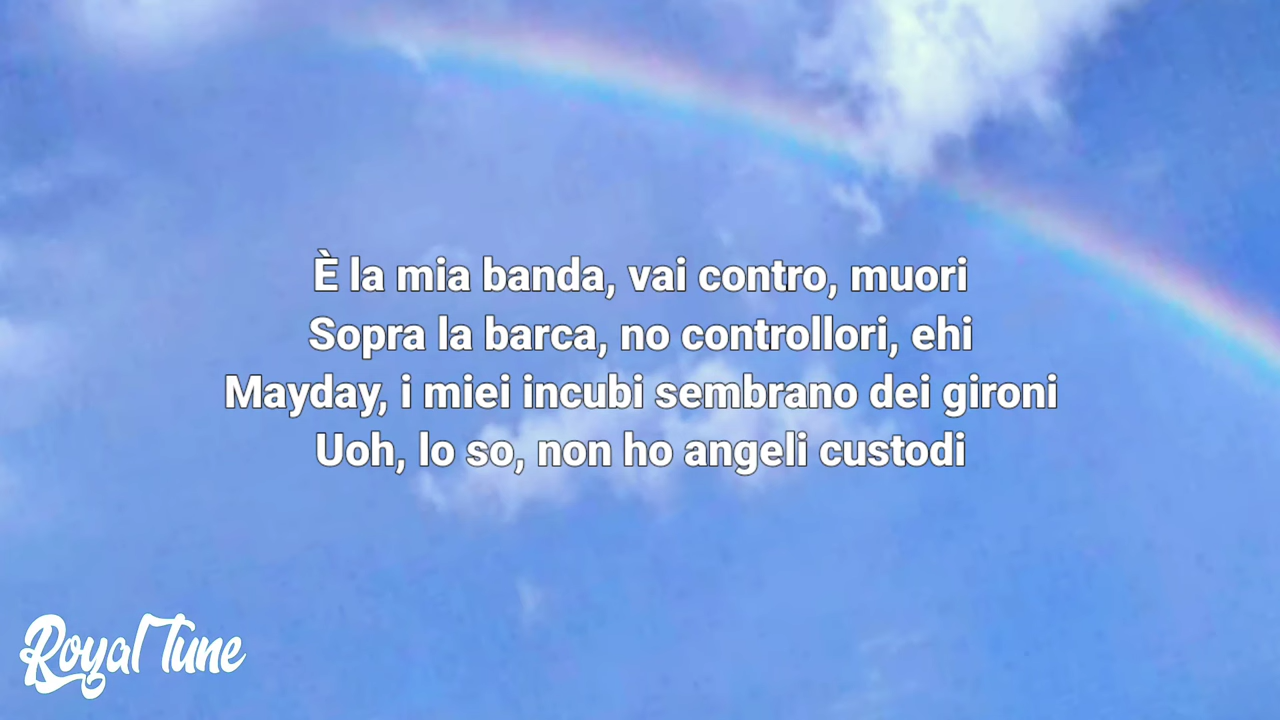 È la mia banda, vai contro, muori
Sopra la barca, no controllori, ehi
Mayday, i miei incubi sembrano dei gironi
Uoh, lo so, non ho angeli custodi
Royal Tune